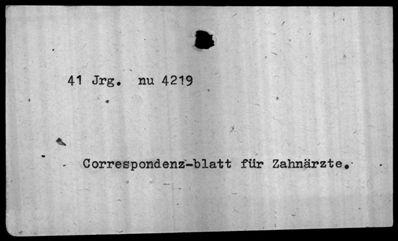 41 Jrg. nu 4219
Correspondenz-blatt für Zahnärzte.